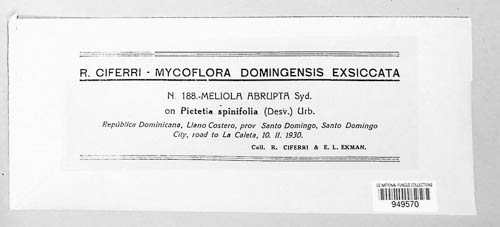 R. CIFERRI - MYCOFLORA DOMINGENSIS EXSICCATA
N. 188.-MELIOLA ABRUPTA Syd.
on Pictetia spinifolia (Desv.) Urb.
República Dominicana, Llano Costero, prov Santo Domingo, Santo Domingo
City, road to La Caleta, 10. II. 1930.
Coll. R. CIFERRI & E. L. EKMAN.
US NATIONAL FUNGUS COLLECTIONS
949570